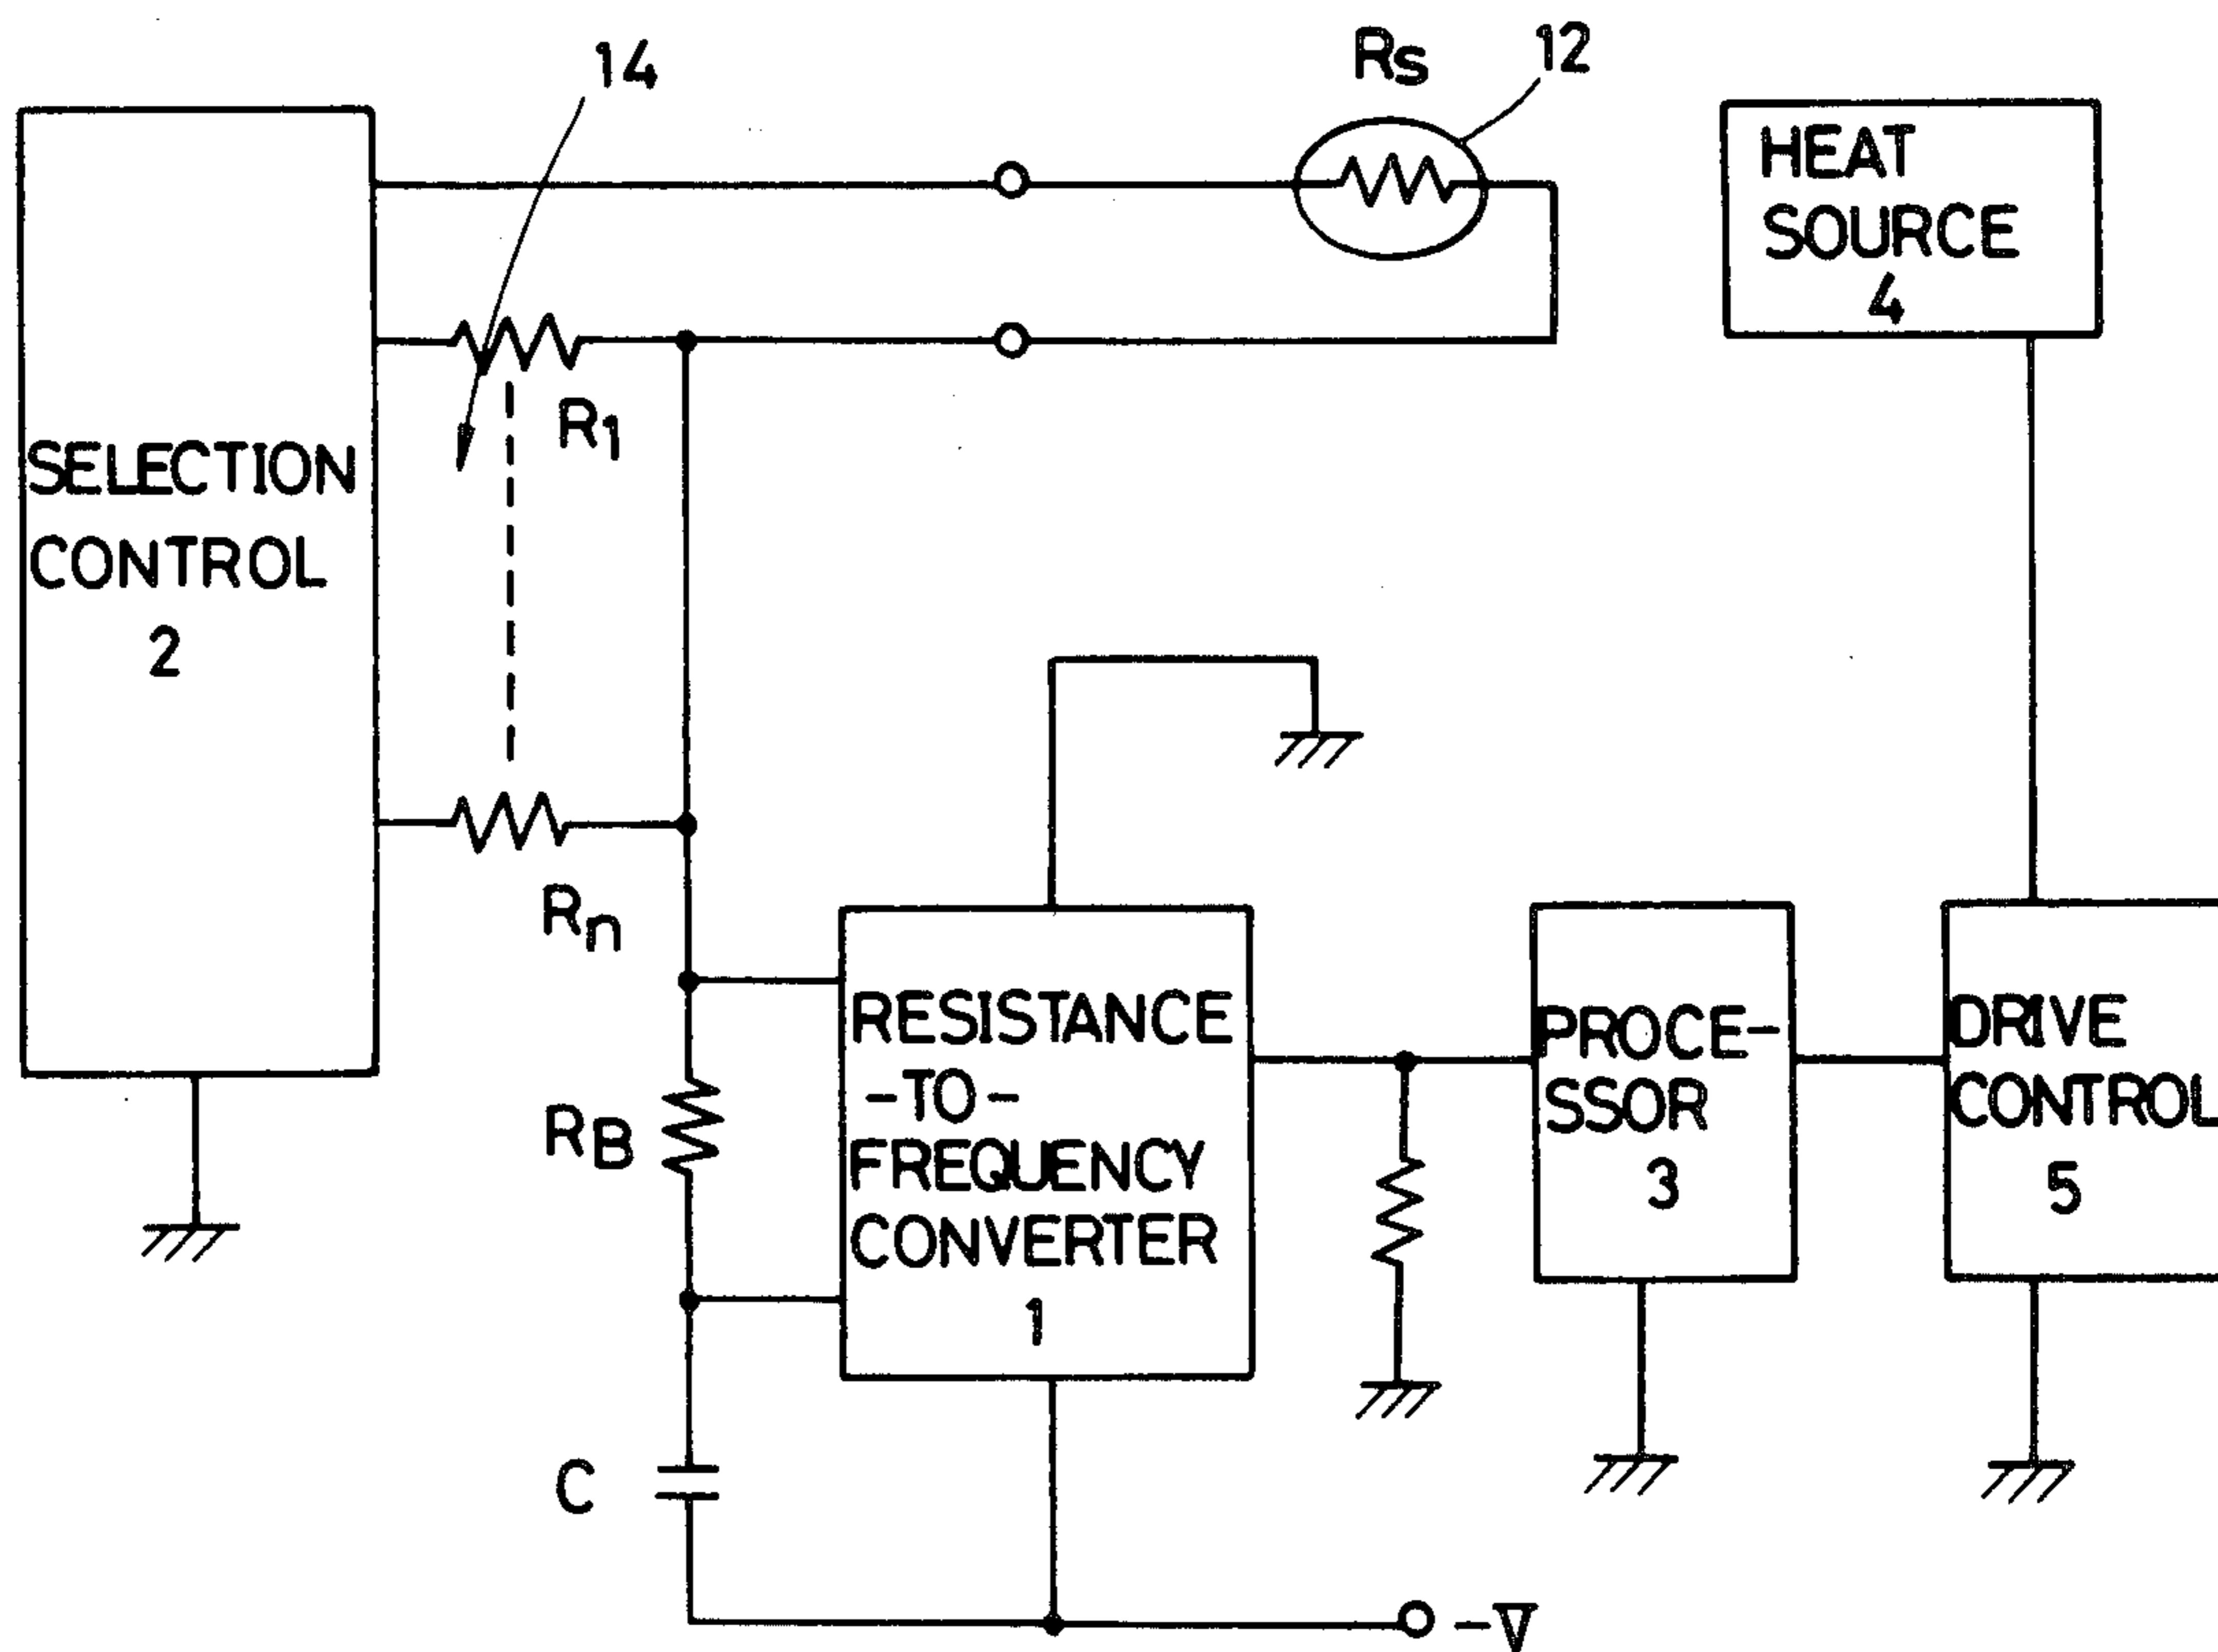 14
Rs
12
HEAT
SOURCE
4
R1
SELECTION
CONTROL
2
Rn
RESISTANCE
-TO-
FREQUENCY
CONVERTER
1
RB
PROCE-
SSOR
3
DRIVE
CONTROL
5
C
-V